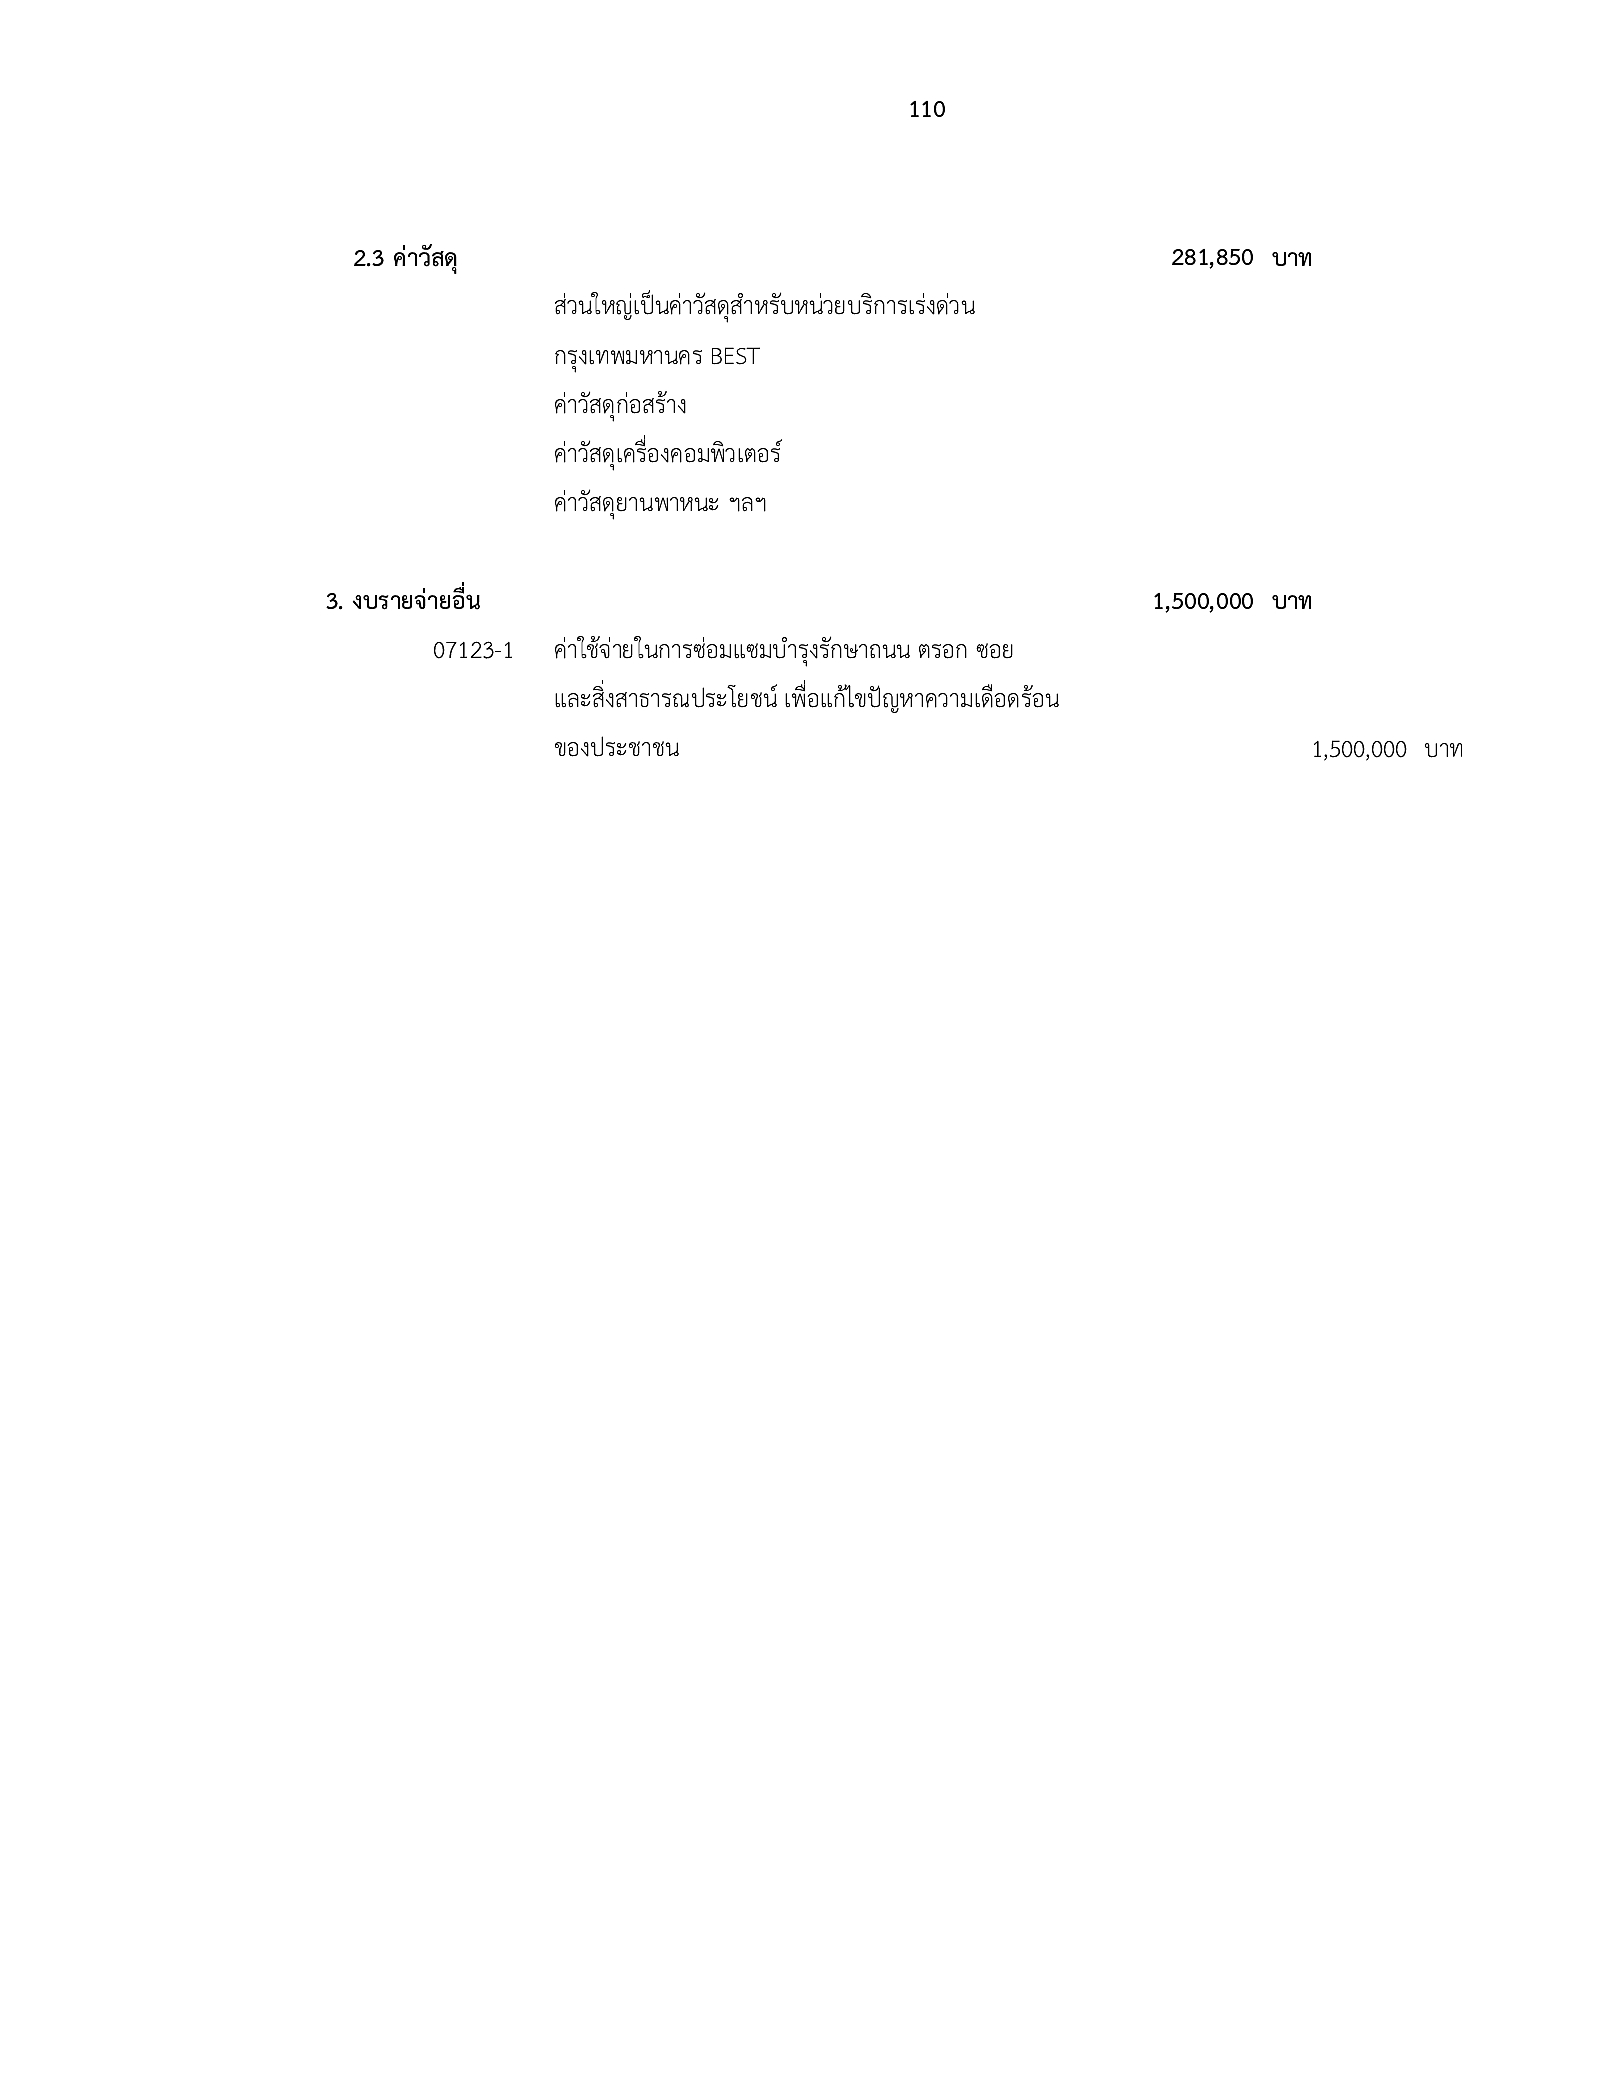 110
2.3 ค่าวัสดุ 281,850 บาท
ส่วนใหญ่เป็นค่าวัสดุสำหรับหน่วยบริการเร่งด่วน
กรุงเทพมหานคร BEST
ค่าวัสดุก่อสร้าง
ค่าวัสดุเครื่องคอมพิวเตอร์
ค่าวัสดุยานพาหนะ ฯลฯ
3. งบรายจ่ายอื่น 1,500,000 บาท
07123-1 ค่าใช้จ่ายในการซ่อมแซมบำรุงรักษาถนน ตรอก ซอย
และสิ่งสาธารณประโยชน์ เพื่อแก้ไขปัญหาความเดือดร้อน
ของประชาชน 1,500,000 บาท